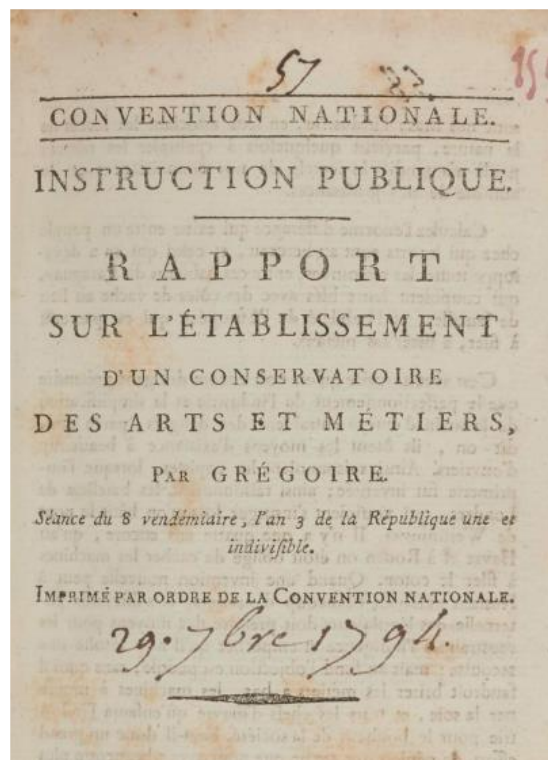 57
CONVENTION NATIONALE.
INSTRUCTION PUBLIQUE.
RAPPORT
SUR L'ÉTABLISSEMENT
D'UN CONSERVATOIRE
DES ARTS ET MÉTIERS,
PAR GRÉGOIRE.
Séance du 8 vendémiaire, l'an 3 de la République une et
indivisible.
IMPRIMÉ PAR ORDRE DE LA CONVENTION NATIONALE.
29. 7bre 1794.